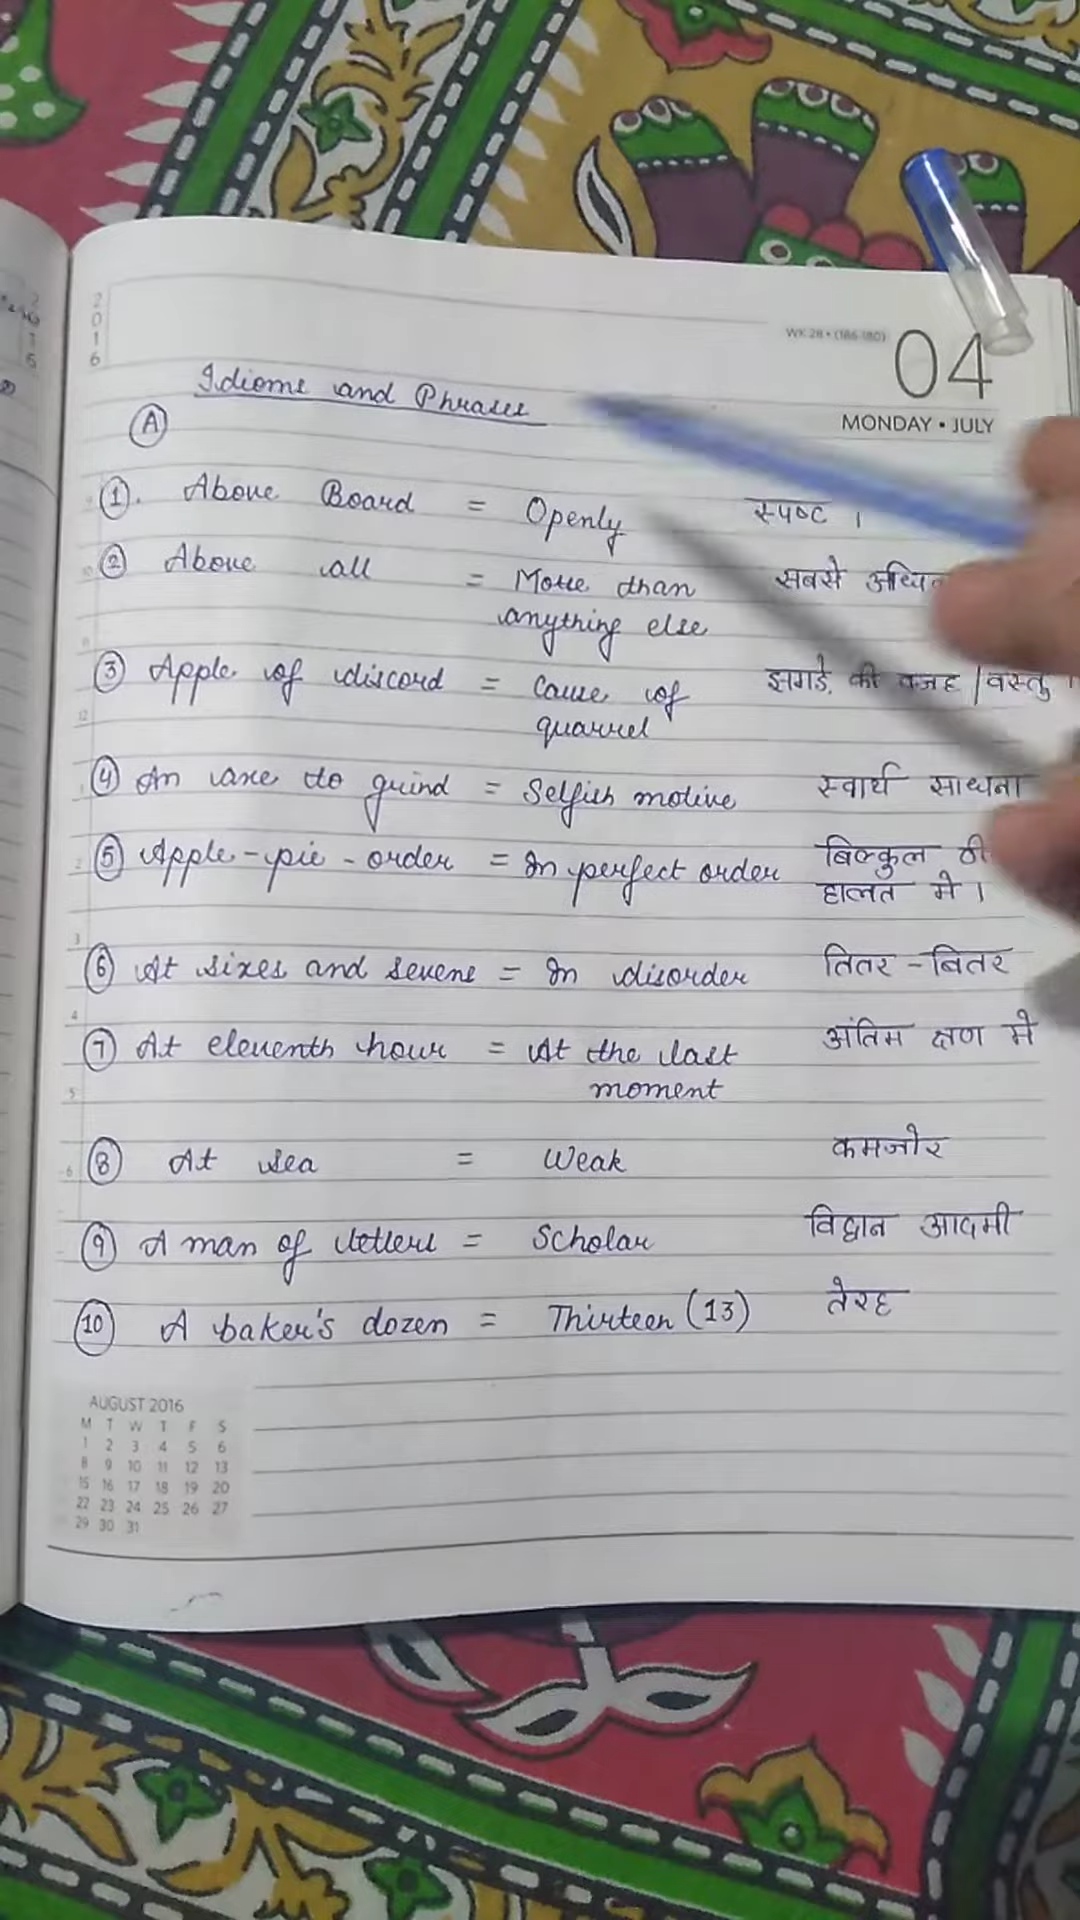 2016
WK 28 • (186-180)
04
MONDAY • JULY
Idioms and Phrases
A
1. Above Board = Openly स्पष्ट ।
2 Above all = More than सबसे
anything else
3 Apple of discord = Cause of झगडे की वजह / वस्तु ।
quarrel
4 An axe to grind = Selfish motive स्वार्थ साधना
5 Apple-pie-order = In perfect order बिल्कुल
हालत मे ।
6 At sixes and sevens = In disorder तितर-बितर
7 At eleventh hour = At the last अंतिम क्षण मे
moment
8 At sea = Weak कमजोर
9 A man of letters = Scholar विद्वान आदमी
10 A baker's dozen = Thirteen (13) तेरह
AUGUST 2016
M T W T F S
1 2 3 4 5 6
8 9 10 11 12 13
15 16 17 18 19 20
22 23 24 25 26 27
29 30 31